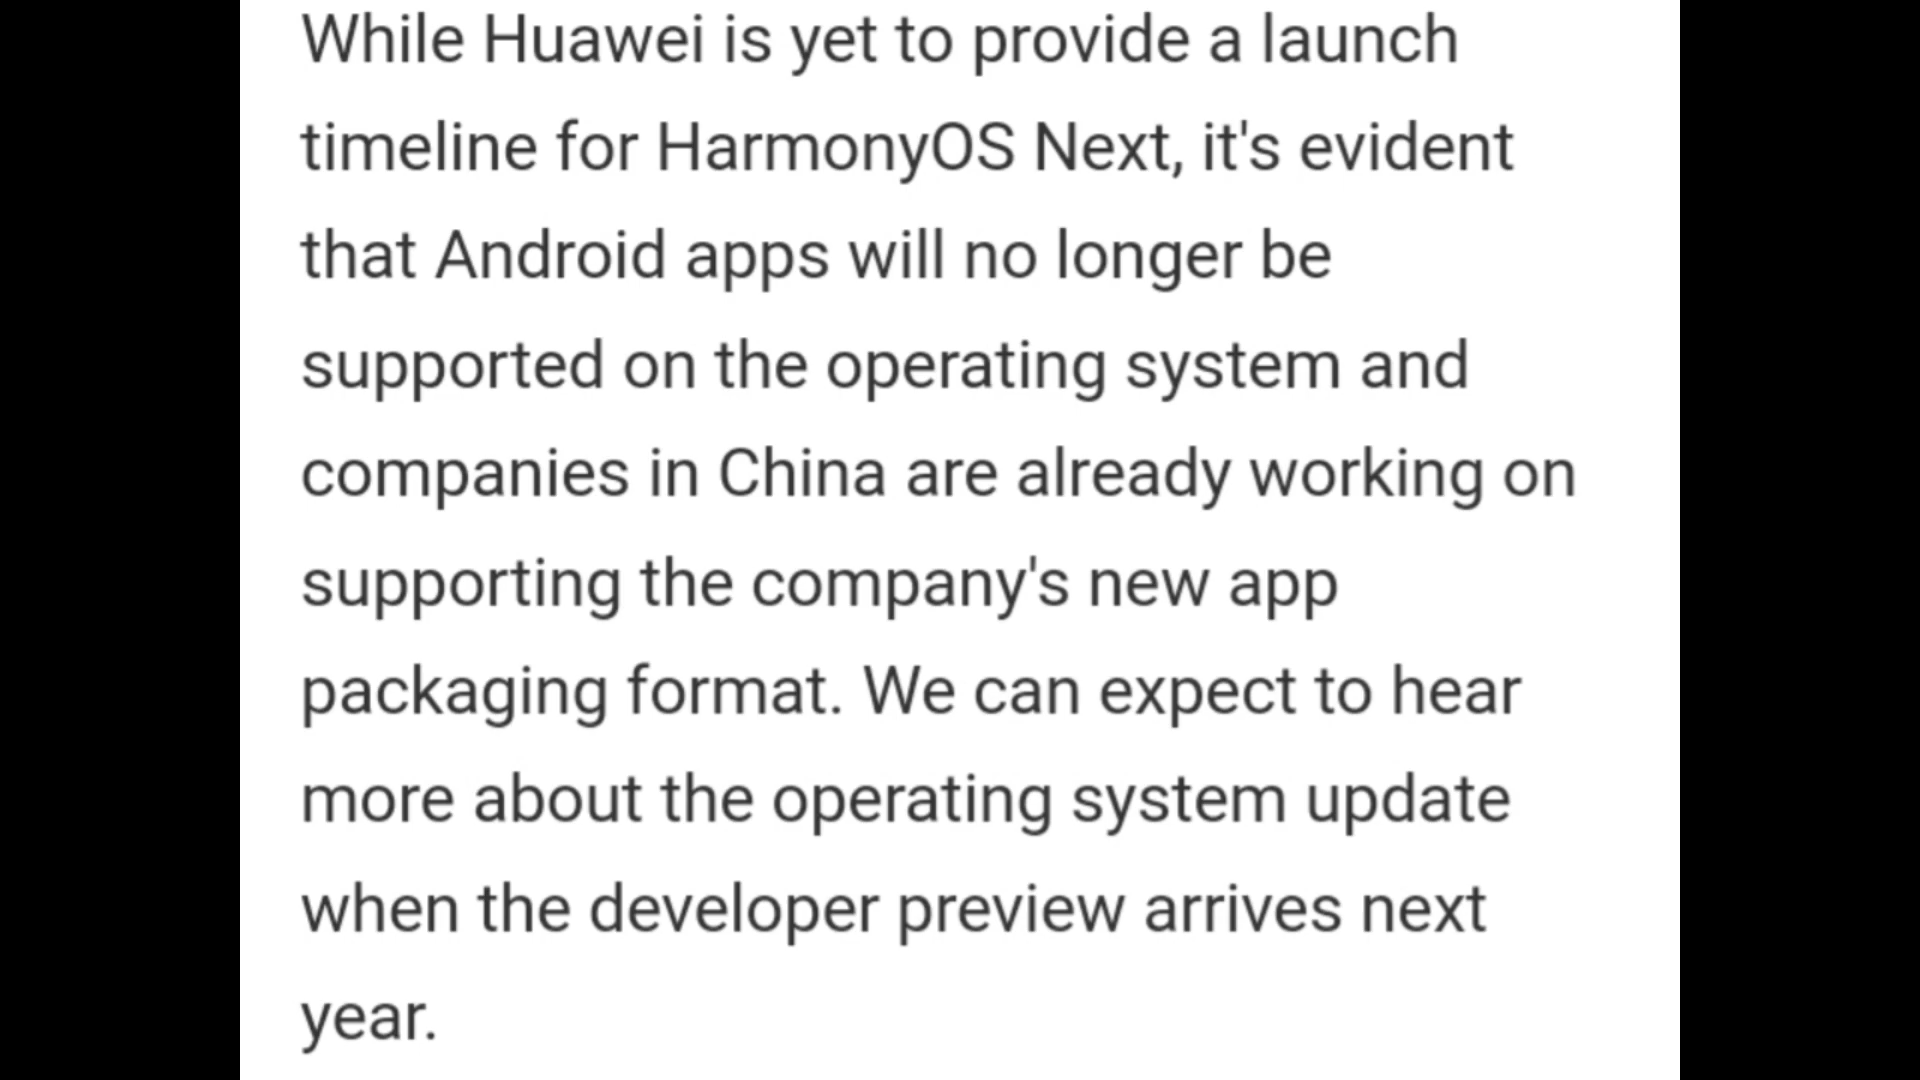 While Huawei is yet to provide a launch
timeline for HarmonyOS Next, it's evident
that Android apps will no longer be
supported on the operating system and
companies in China are already working on
supporting the company's new app
packaging format. We can expect to hear
more about the operating system update
when the developer preview arrives next
year.